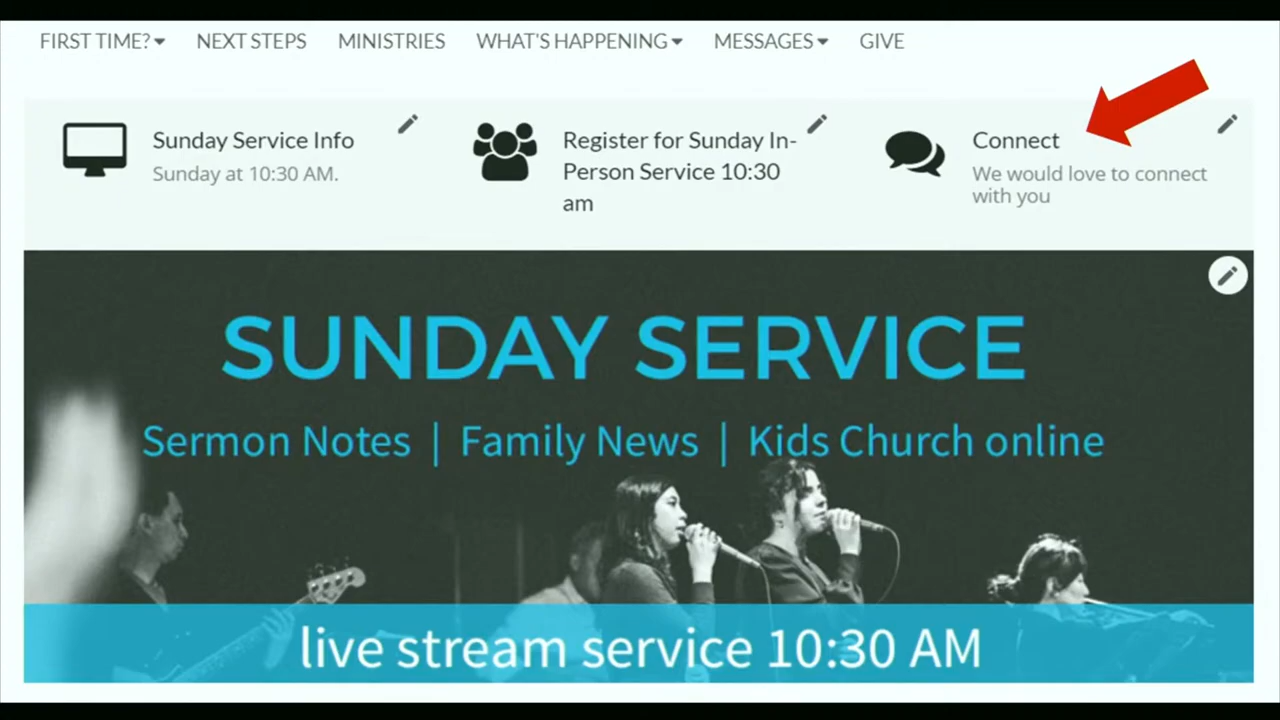 FIRST TIME? NEXT STEPS MINISTRIES WHAT'S HAPPENING MESSAGES GIVE
Sunday Service Info
Sunday at 10:30 AM.
Register for Sunday In-
Person Service 10:30
am
Connect
We would love to connect
with you
SUNDAY SERVICE
Sermon Notes | Family News | Kids Church online
live stream service 10:30 AM